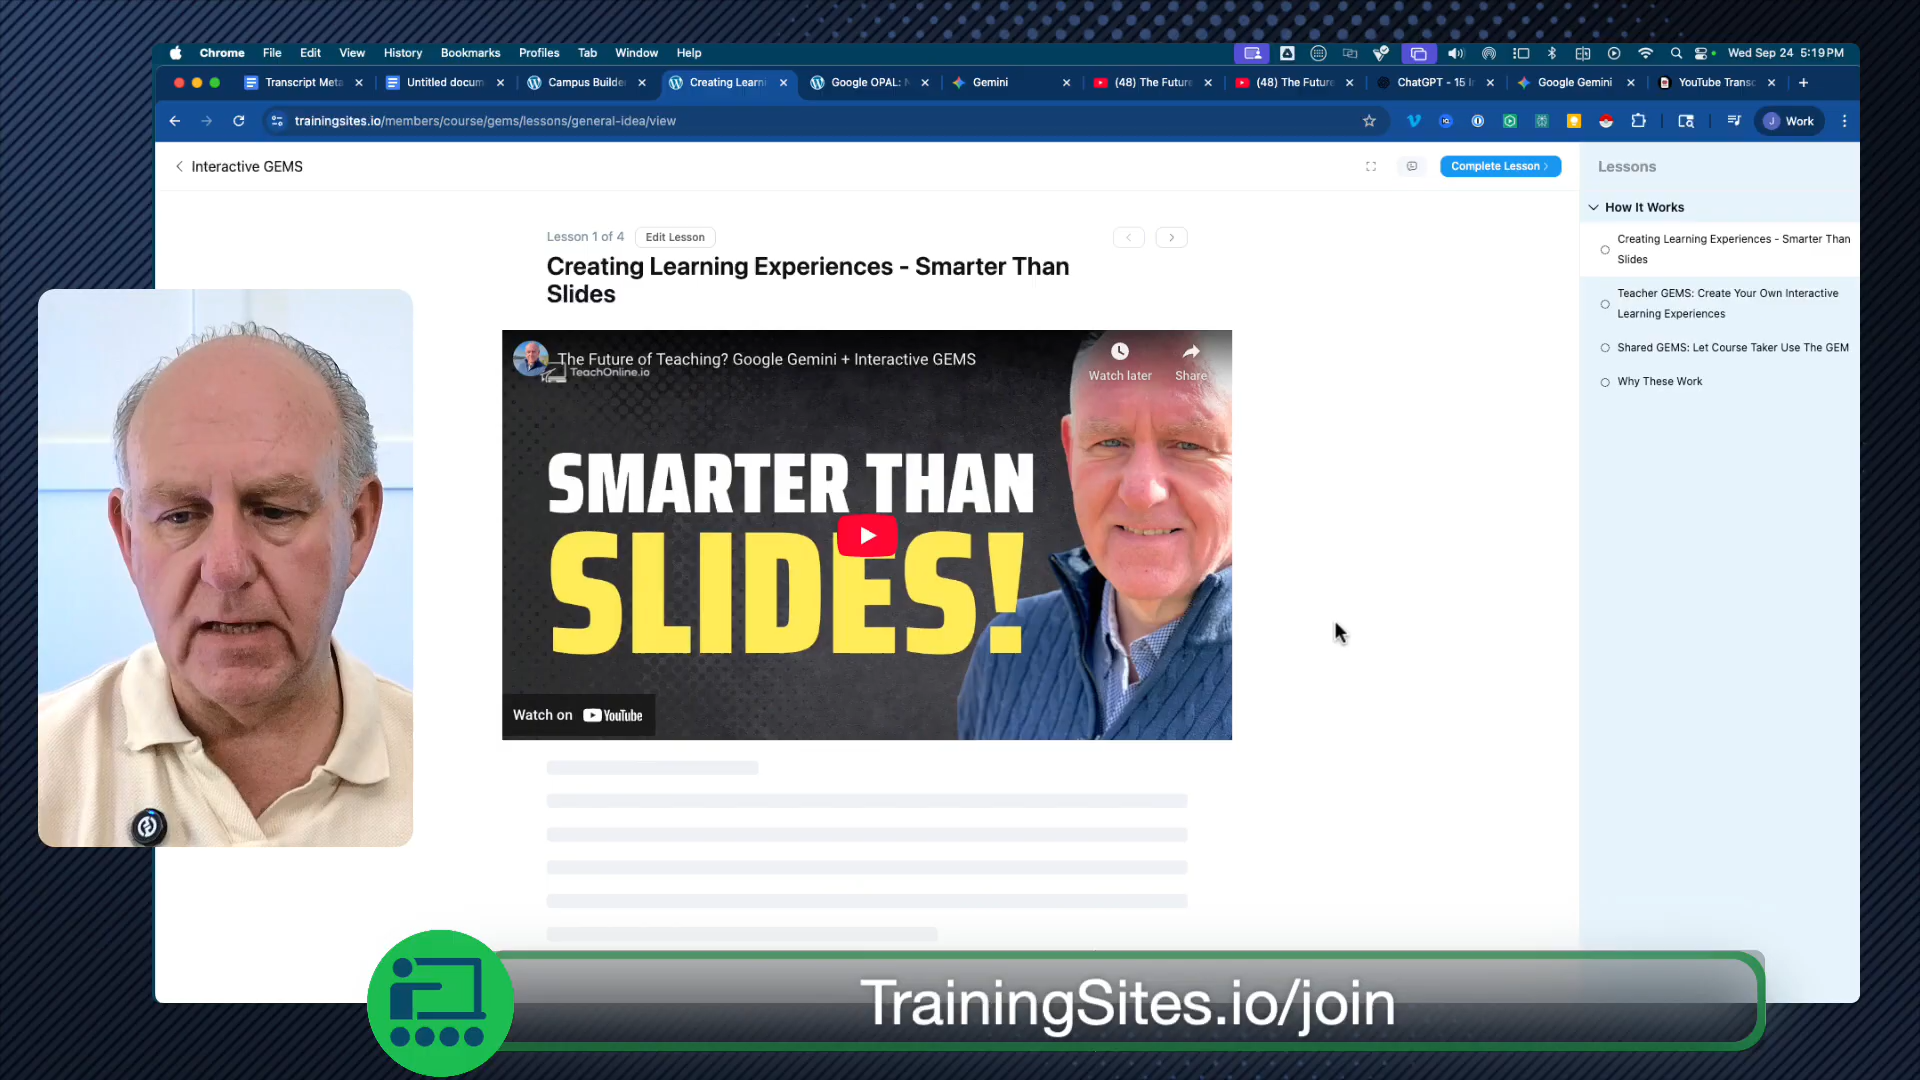 Chrome File Edit View History Bookmarks Profiles Tab Window Help
Wed Sep 24 5:19 PM
Transcript Meta
Untitled docum
Campus Builde
Creating Learni
Google OPAL: N
Gemini
(48) The Future
(48) The Future
ChatGPT - 15 I
Google Gemini
YouTube Transc
trainingsites.io/members/course/gems/lessons/general-idea/view
Work
Interactive GEMS
Complete Lesson
Lessons
How It Works
Creating Learning Experiences - Smarter Than
Slides
Teacher GEMS: Create Your Own Interactive
Learning Experiences
Shared GEMS: Let Course Taker Use The GEM
Why These Work
Lesson 1 of 4
Edit Lesson
Creating Learning Experiences - Smarter Than
Slides
The Future of Teaching? Google Gemini + Interactive GEMS
TeachOnline.io
Watch later
Share
SMARTER THAN
SLIDES!
Watch on YouTube
TrainingSites.io/join